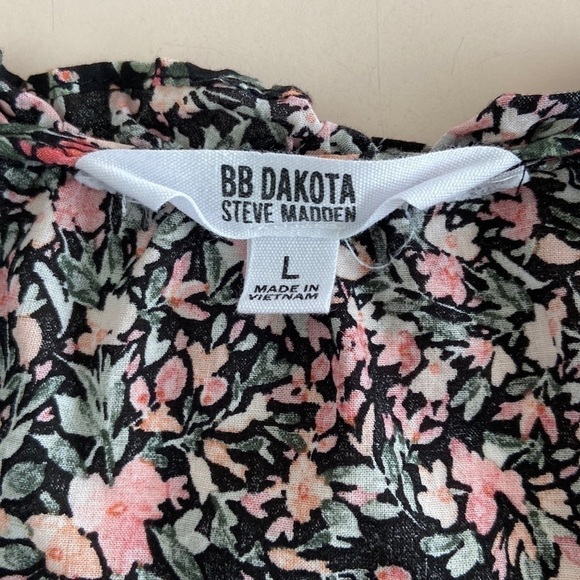 BB DAKOTA
STEVE MADDEN
L
MADE IN
VIETNAM